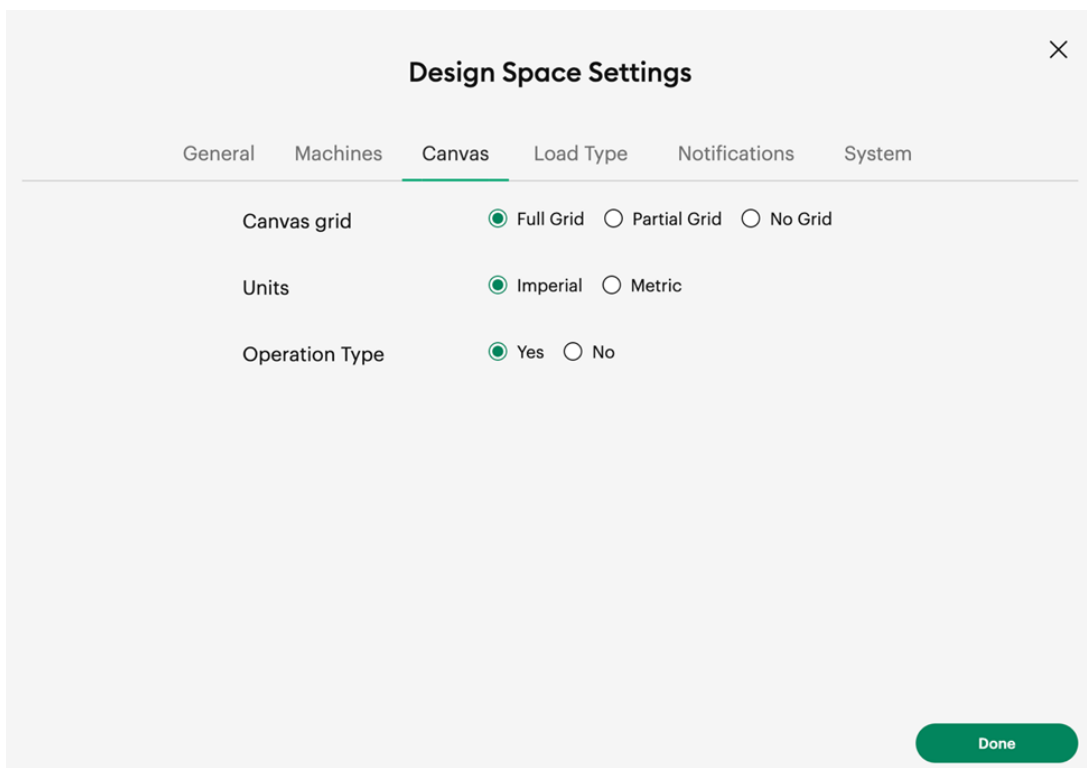 Design Space Settings
General Machines Canvas Load Type Notifications System
Canvas grid Full Grid Partial Grid No Grid
Units Imperial Metric
Operation Type Yes No
Done